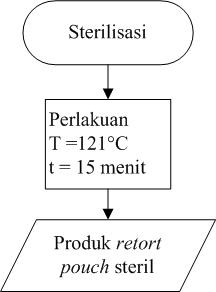 Sterilisasi
Perlakuan
T =121°C
t = 15 menit
Produk retort
pouch steril